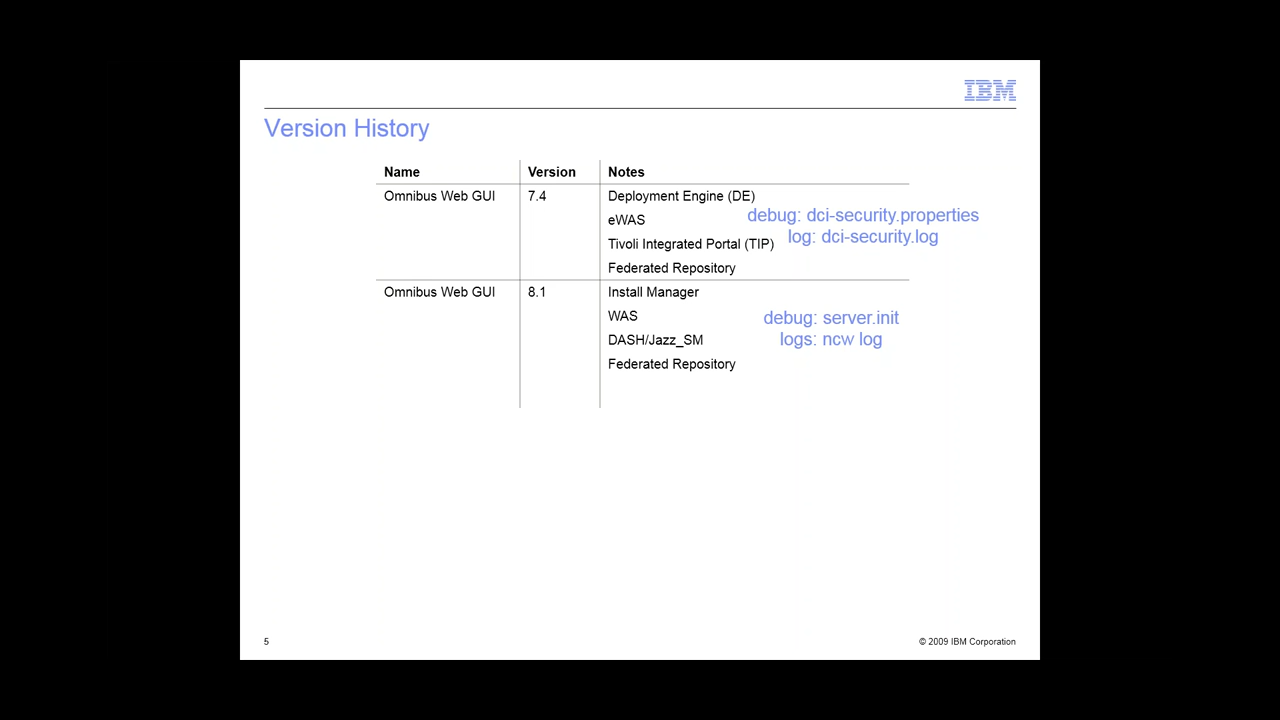 IBM
Version History
Name Version Notes
Omnibus Web GUI 7.4 Deployment Engine (DE)
eWAS
debug: dci-security.properties
log: dci-security.log
Tivoli Integrated Portal (TIP)
Federated Repository
Omnibus Web GUI 8.1 Install Manager
WAS
debug: server.init
DASH/Jazz_SM
logs: ncw log
Federated Repository
5
© 2009 IBM Corporation